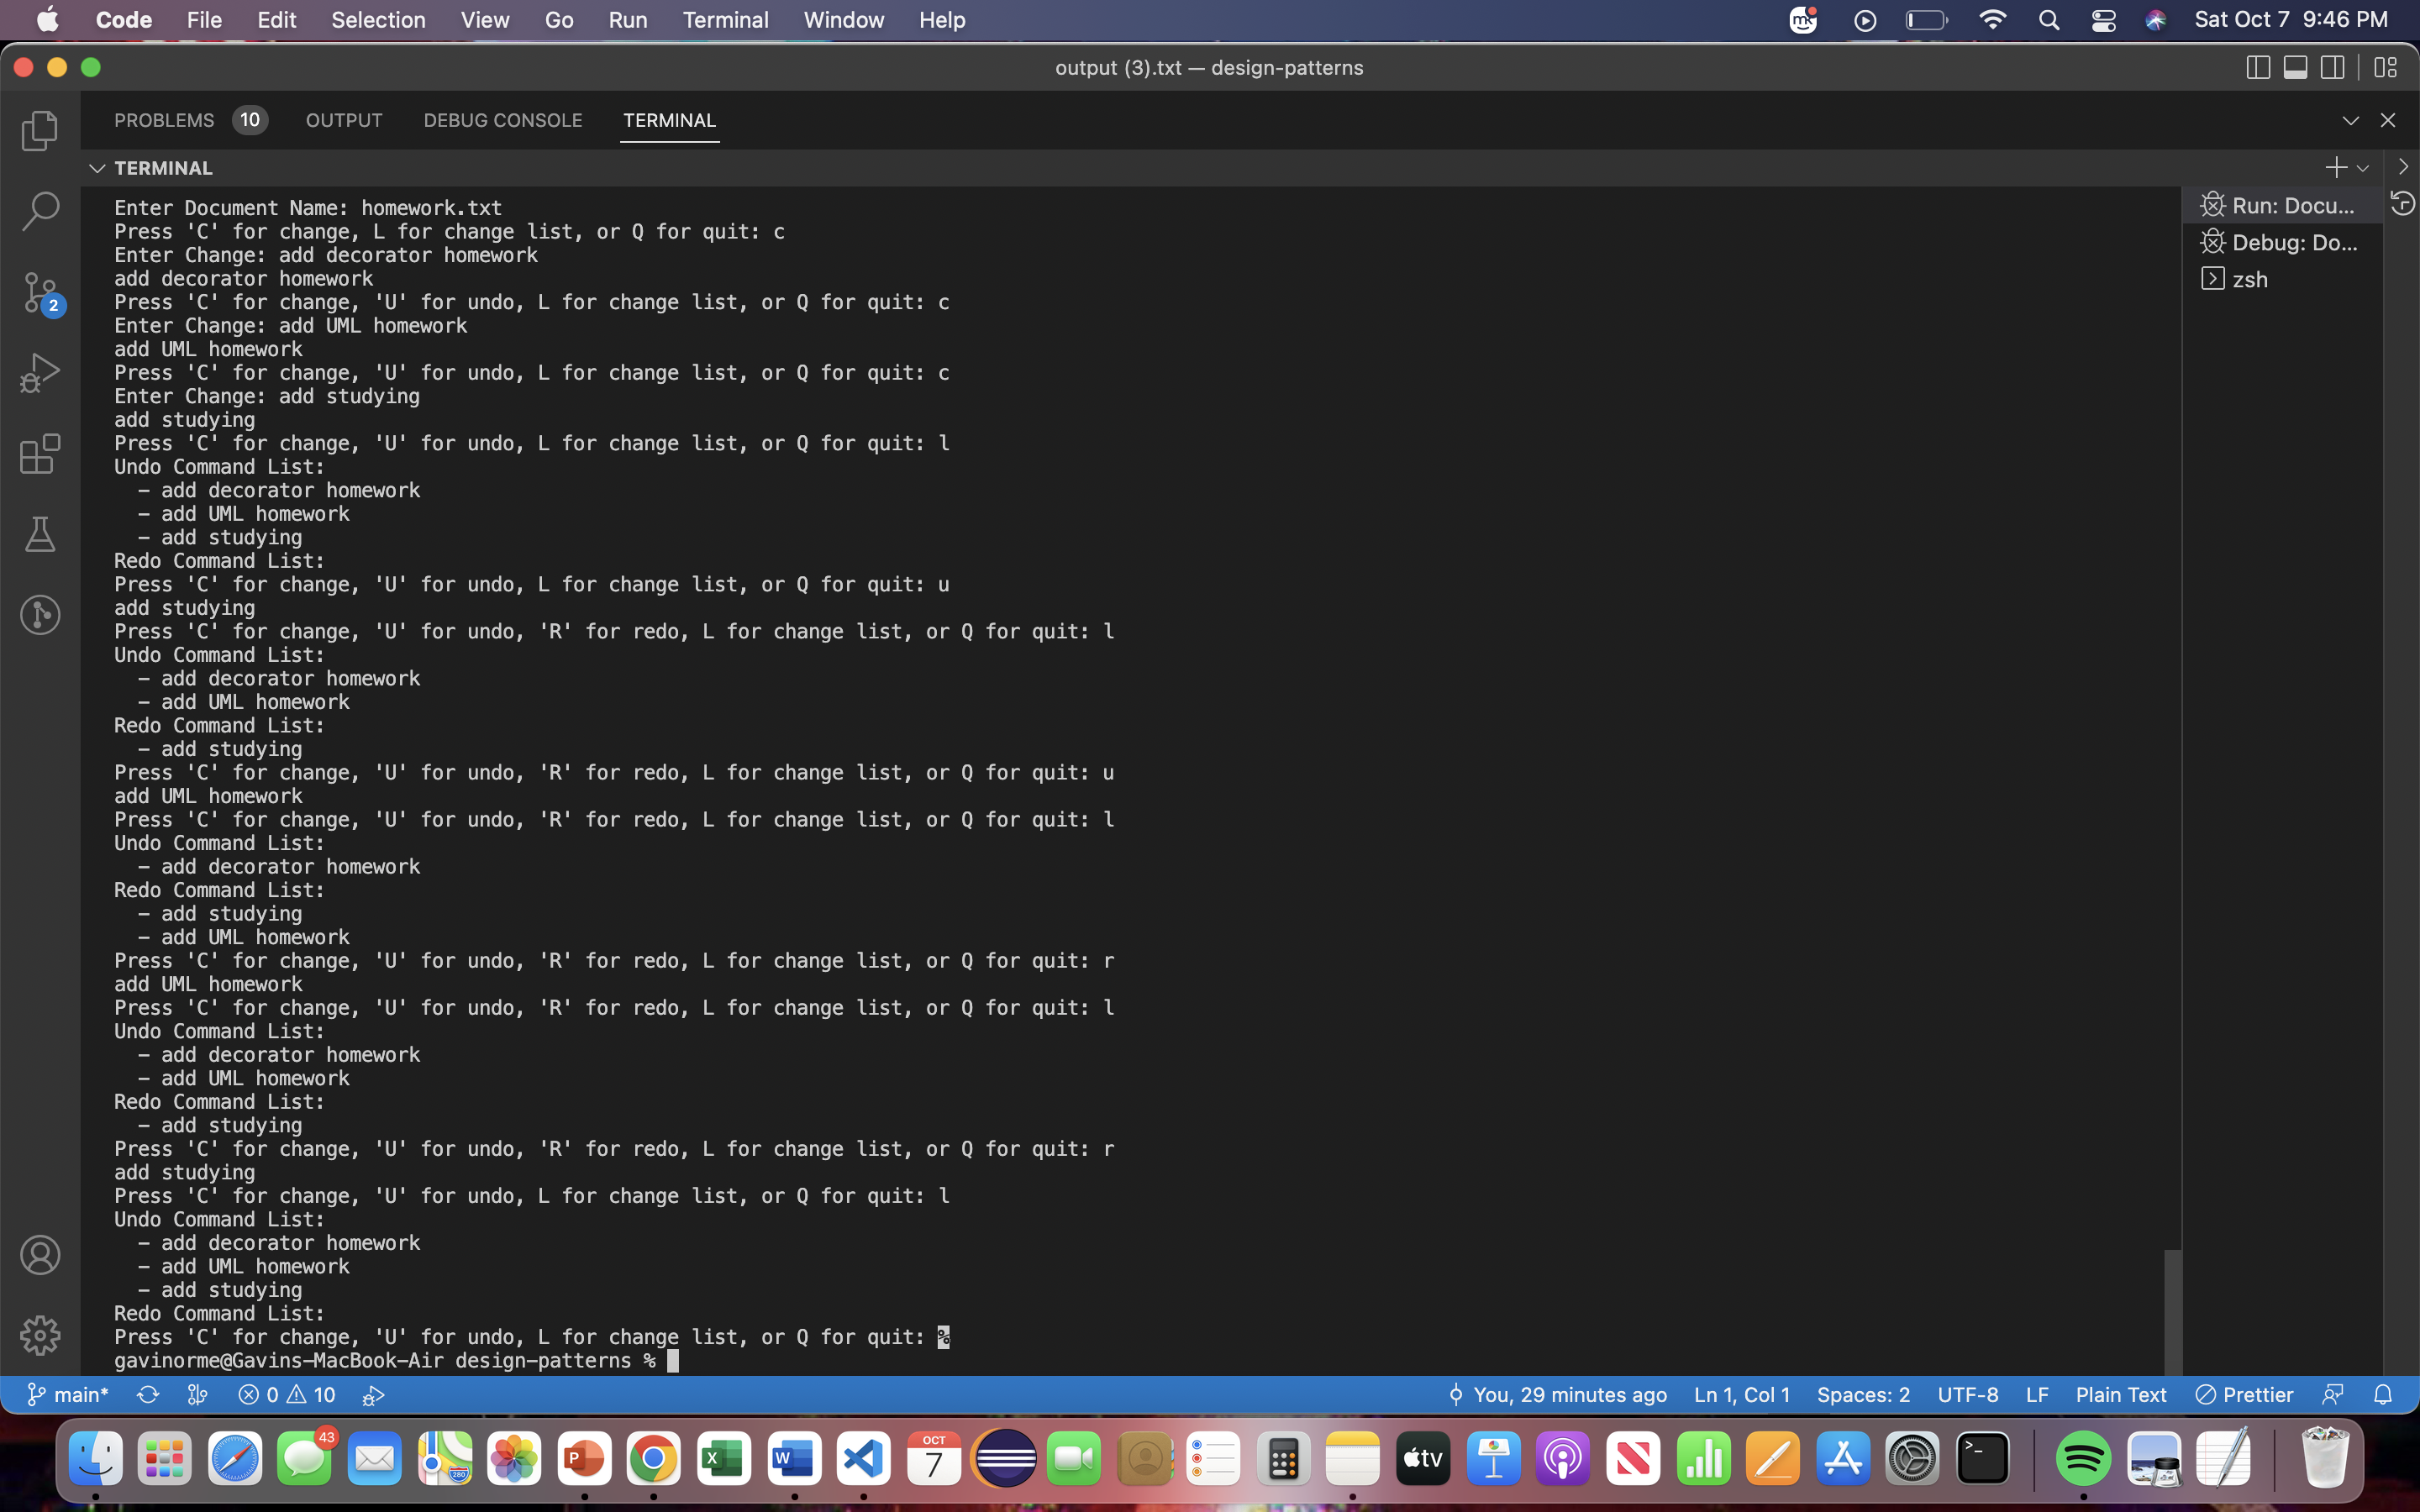 Code File Edit Selection View Go Run Terminal Window Help Sat Oct 7 9:46 PM
output (3).txt — design-patterns
PROBLEMS 10 OUTPUT DEBUG CONSOLE TERMINAL
TERMINAL
Enter Document Name: homework.txt
Press 'C' for change, L for change list, or Q for quit: c
Enter Change: add decorator homework
add decorator homework
Press 'C' for change, 'U' for undo, L for change list, or Q for quit: c
Enter Change: add UML homework
add UML homework
Press 'C' for change, 'U' for undo, L for change list, or Q for quit: c
Enter Change: add studying
add studying
Press 'C' for change, 'U' for undo, L for change list, or Q for quit: l
Undo Command List:
- add decorator homework
- add UML homework
- add studying
Redo Command List:
Press 'C' for change, 'U' for undo, L for change list, or Q for quit: u
add studying
Press 'C' for change, 'U' for undo, 'R' for redo, L for change list, or Q for quit: l
Undo Command List:
- add decorator homework
- add UML homework
Redo Command List:
- add studying
Press 'C' for change, 'U' for undo, 'R' for redo, L for change list, or Q for quit: u
add UML homework
Press 'C' for change, 'U' for undo, 'R' for redo, L for change list, or Q for quit: l
Undo Command List:
- add decorator homework
Redo Command List:
- add studying
- add UML homework
Press 'C' for change, 'U' for undo, 'R' for redo, L for change list, or Q for quit: r
add UML homework
Press 'C' for change, 'U' for undo, 'R' for redo, L for change list, or Q for quit: l
Undo Command List:
- add decorator homework
- add UML homework
Redo Command List:
- add studying
Press 'C' for change, 'U' for undo, 'R' for redo, L for change list, or Q for quit: r
add studying
Press 'C' for change, 'U' for undo, L for change list, or Q for quit: l
Undo Command List:
- add decorator homework
- add UML homework
- add studying
Redo Command List:
Press 'C' for change, 'U' for undo, L for change list, or Q for quit: %
gavinorme@Gavins-MacBook-Air design-patterns %
Run: Docu...
Debug: Do...
zsh
2
main* 0 10 You, 29 minutes ago Ln 1, Col 1 Spaces: 2 UTF-8 LF Plain Text Prettier
43
280
P
X
W
OCT
7
tv
>_